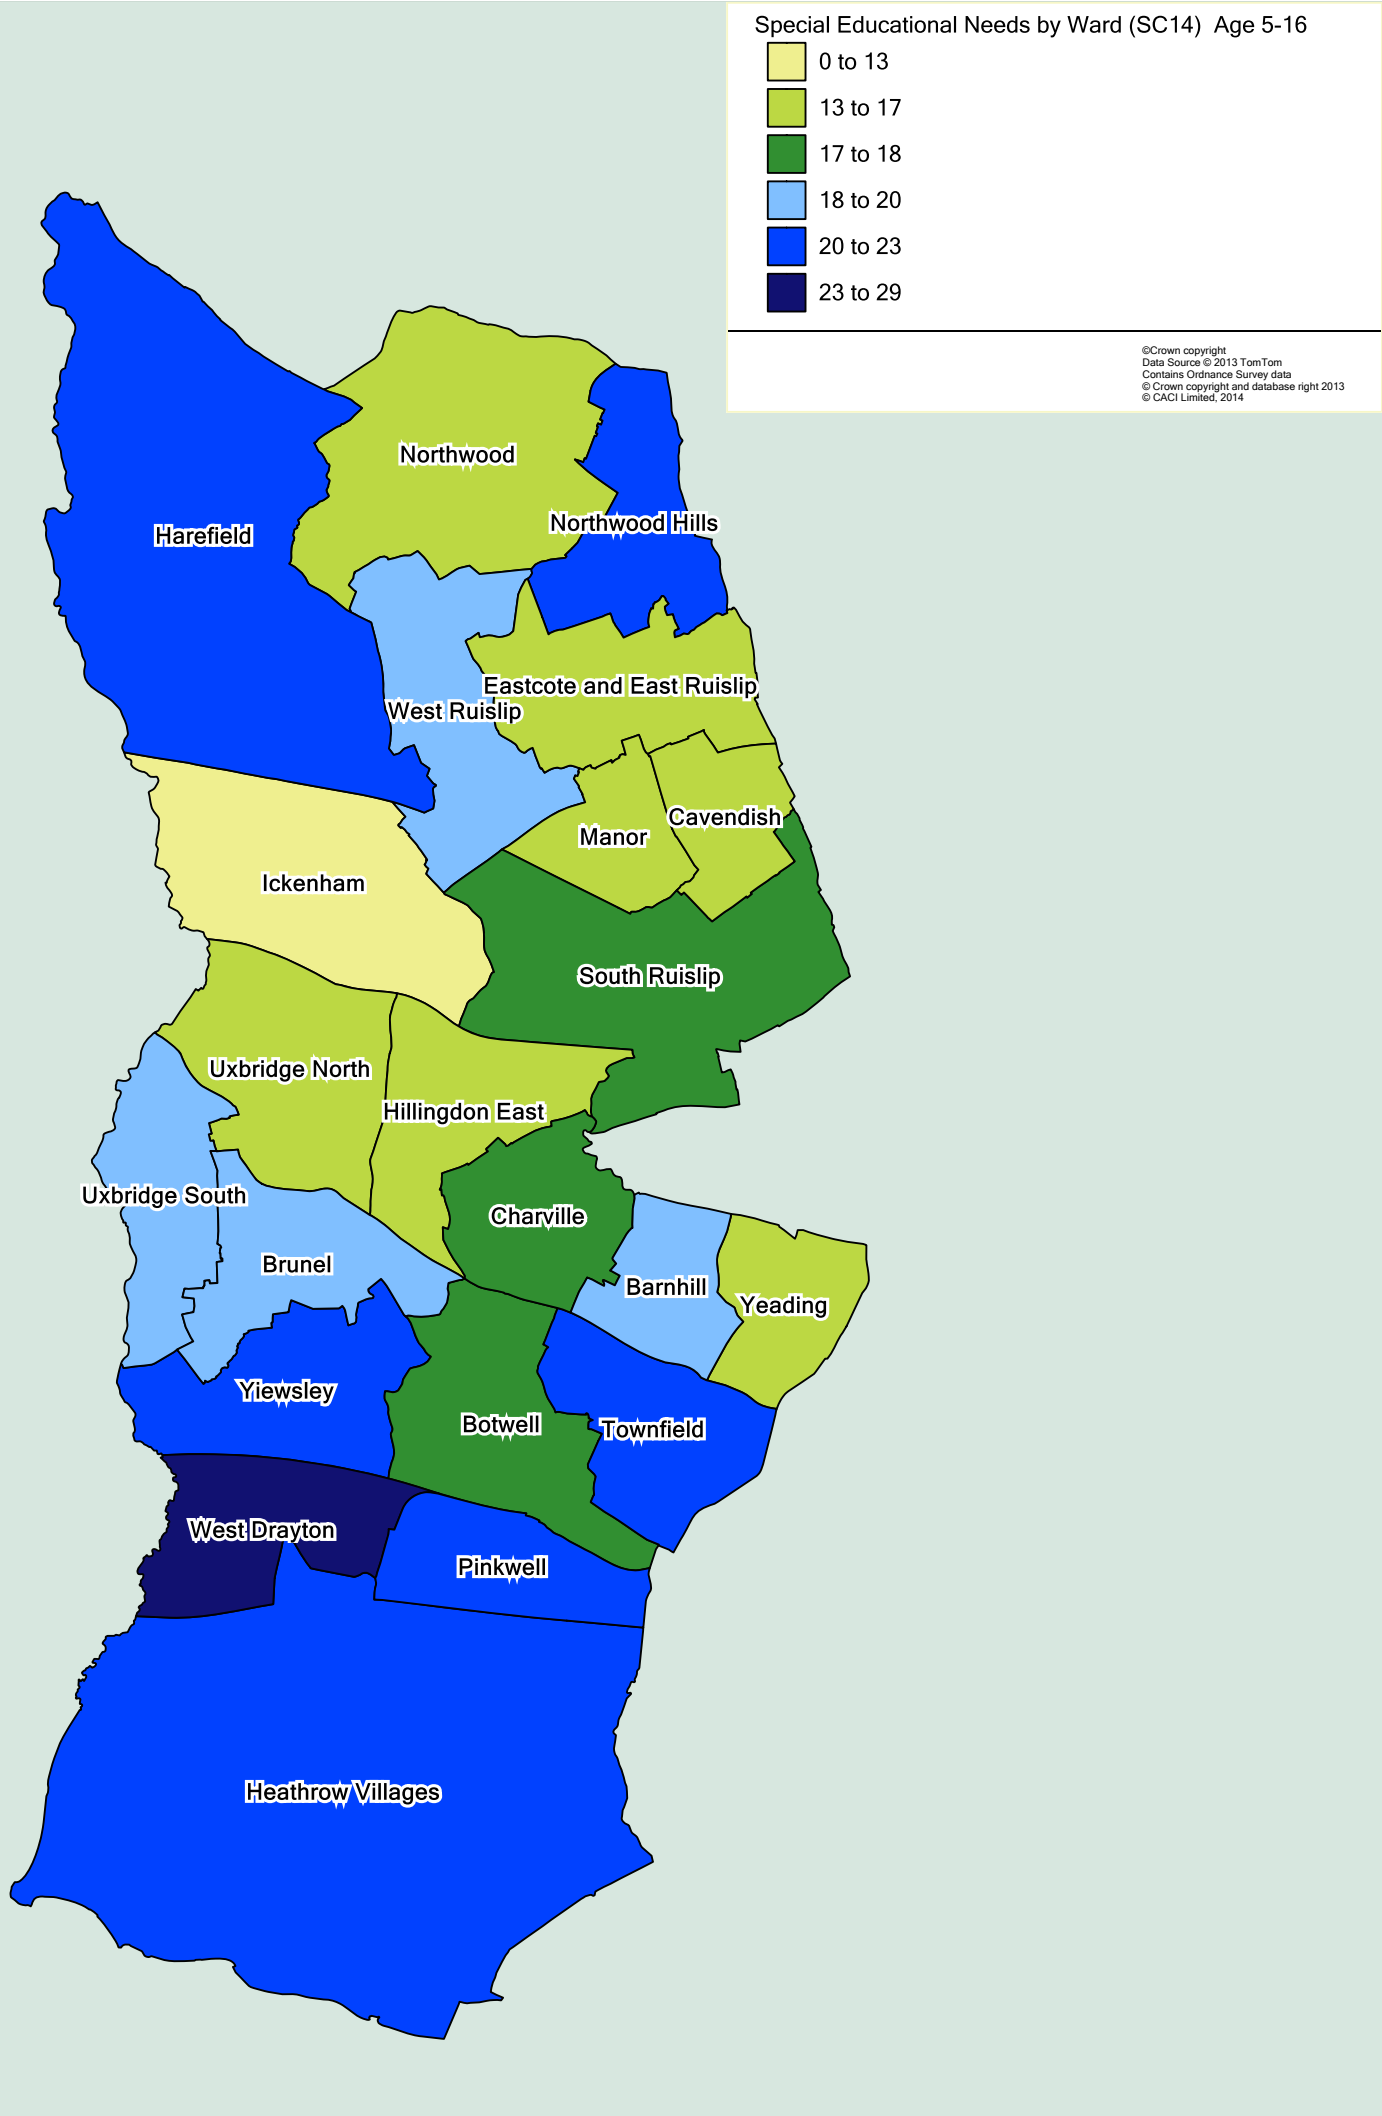 Special Educational Needs by Ward (SC14)  Age 5-16
0 to 13
13 to 17
17 to 18
18 to 20
20 to 23
23 to 29
©Crown copyright
Data Source © 2013 TomTom
Contains Ordnance Survey data
© Crown copyright and database right 2013
© CACI Limited, 2014
Northwood
Northwood Hills
Harefield
Eastcote and East Ruislip
West Ruislip
Cavendish
Manor
Ickenham
South Ruislip
Uxbridge North
Hillingdon East
Uxbridge South
Charville
Brunel
Barnhill
Yeading
Yiewsley
Botwell
Townfield
West Drayton
Pinkwell
Heathrow Villages